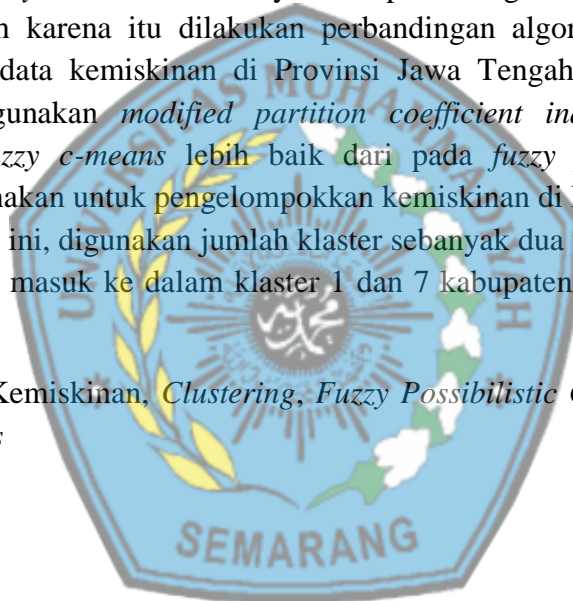 h karena itu dilakukan perbandingan algor
data kemiskinan di Provinsi Jawa Tengah
gunakan modified partition coefficient in
zzy c-means lebih baik dari pada fuzzy
nakan untuk pengelompokkan kemiskinan di
ini, digunakan jumlah klaster sebanyak dua
masuk ke dalam klaster 1 dan 7 kabupaten
Kemiskinan, Clustering, Fuzzy Possibilistic
s
UNIVERSITAS MUHAMMADIYAH
SEMARANG